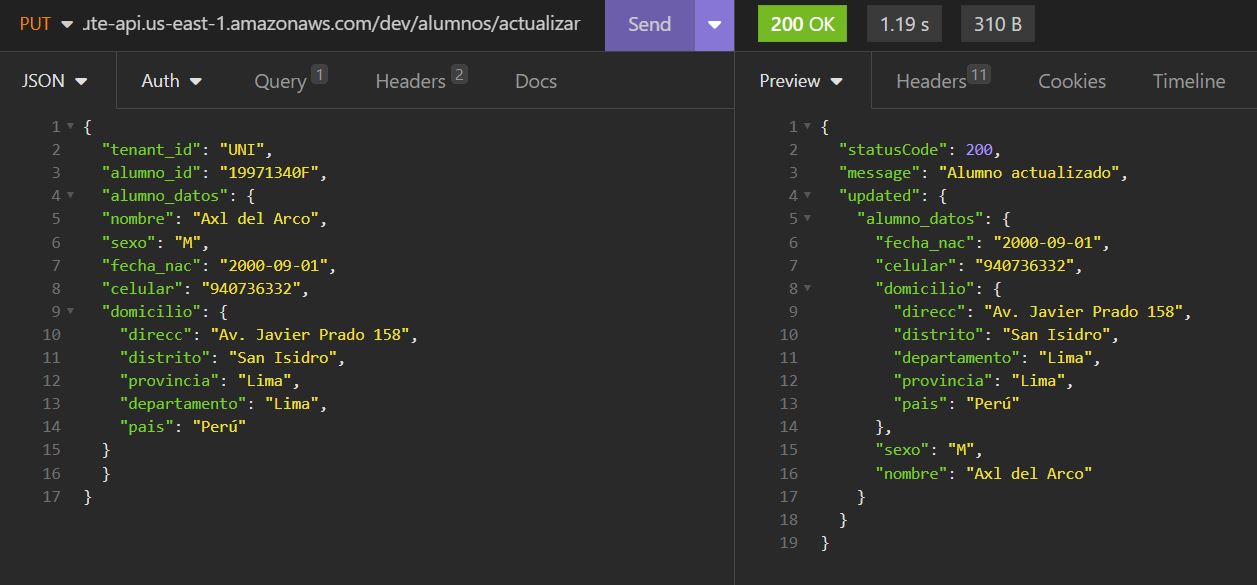 PUT ute-api.us-east-1.amazonaws.com/dev/alumnos/actualizar Send 200 OK 1.19 s 310 B
JSON Auth Query 1 Headers 2 Docs
1 {
2 "tenant_id": "UNI",
3 "alumno_id": "19971340F",
4 "alumno_datos": {
5 "nombre": "Axl del Arco",
6 "sexo": "M",
7 "fecha_nac": "2000-09-01",
8 "celular": "940736332",
9 "domicilio": {
10 "direcc": "Av. Javier Prado 158",
11 "distrito": "San Isidro",
12 "provincia": "Lima",
13 "departamento": "Lima",
14 "pais": "Perú"
15 }
16 }
17 }
Preview Headers 11 Cookies Timeline
1 {
2 "statusCode": 200,
3 "message": "Alumno actualizado",
4 "updated": {
5 "alumno_datos": {
6 "fecha_nac": "2000-09-01",
7 "celular": "940736332",
8 "domicilio": {
9 "direcc": "Av. Javier Prado 158",
10 "distrito": "San Isidro",
11 "departamento": "Lima",
12 "provincia": "Lima",
13 "pais": "Perú"
14 },
15 "sexo": "M",
16 "nombre": "Axl del Arco"
17 }
18 }
19 }